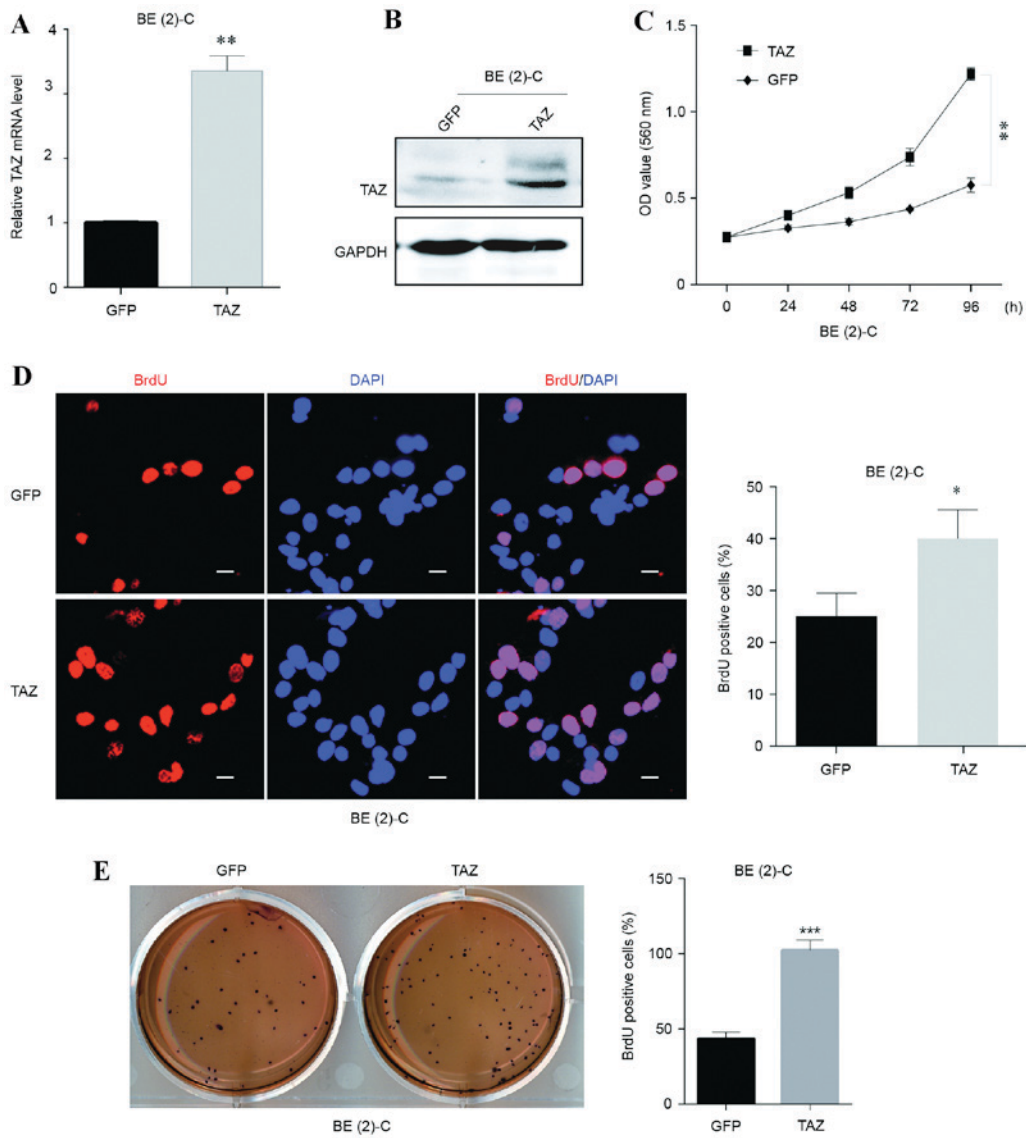 A
BE (2)-C
Relative TAZ mRNA level
4
3
2
1
0
**
GFP
TAZ
B
BE (2)-C
GFP
TAZ
TAZ
GAPDH
C
TAZ
GFP
OD value (560 nm)
1.5
1.0
0.5
0
**
0 24 48 72 96 (h)
BE (2)-C
D
BrdU
DAPI
BrdU/DAPI
GFP
TAZ
BE (2)-C
BE (2)-C
BrdU positive cells (%)
50
40
30
20
10
0
*
GFP
TAZ
E
GFP
TAZ
BE (2)-C
BE (2)-C
BrdU positive cells (%)
150
100
50
0
***
GFP
TAZ